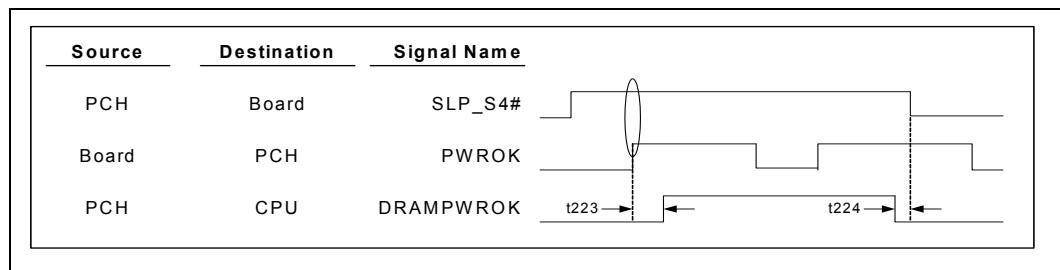 Source Destination Signal Name
PCH Board SLP_S4#
Board PCH PWROK
PCH CPU DRAMPWROK t223 t224